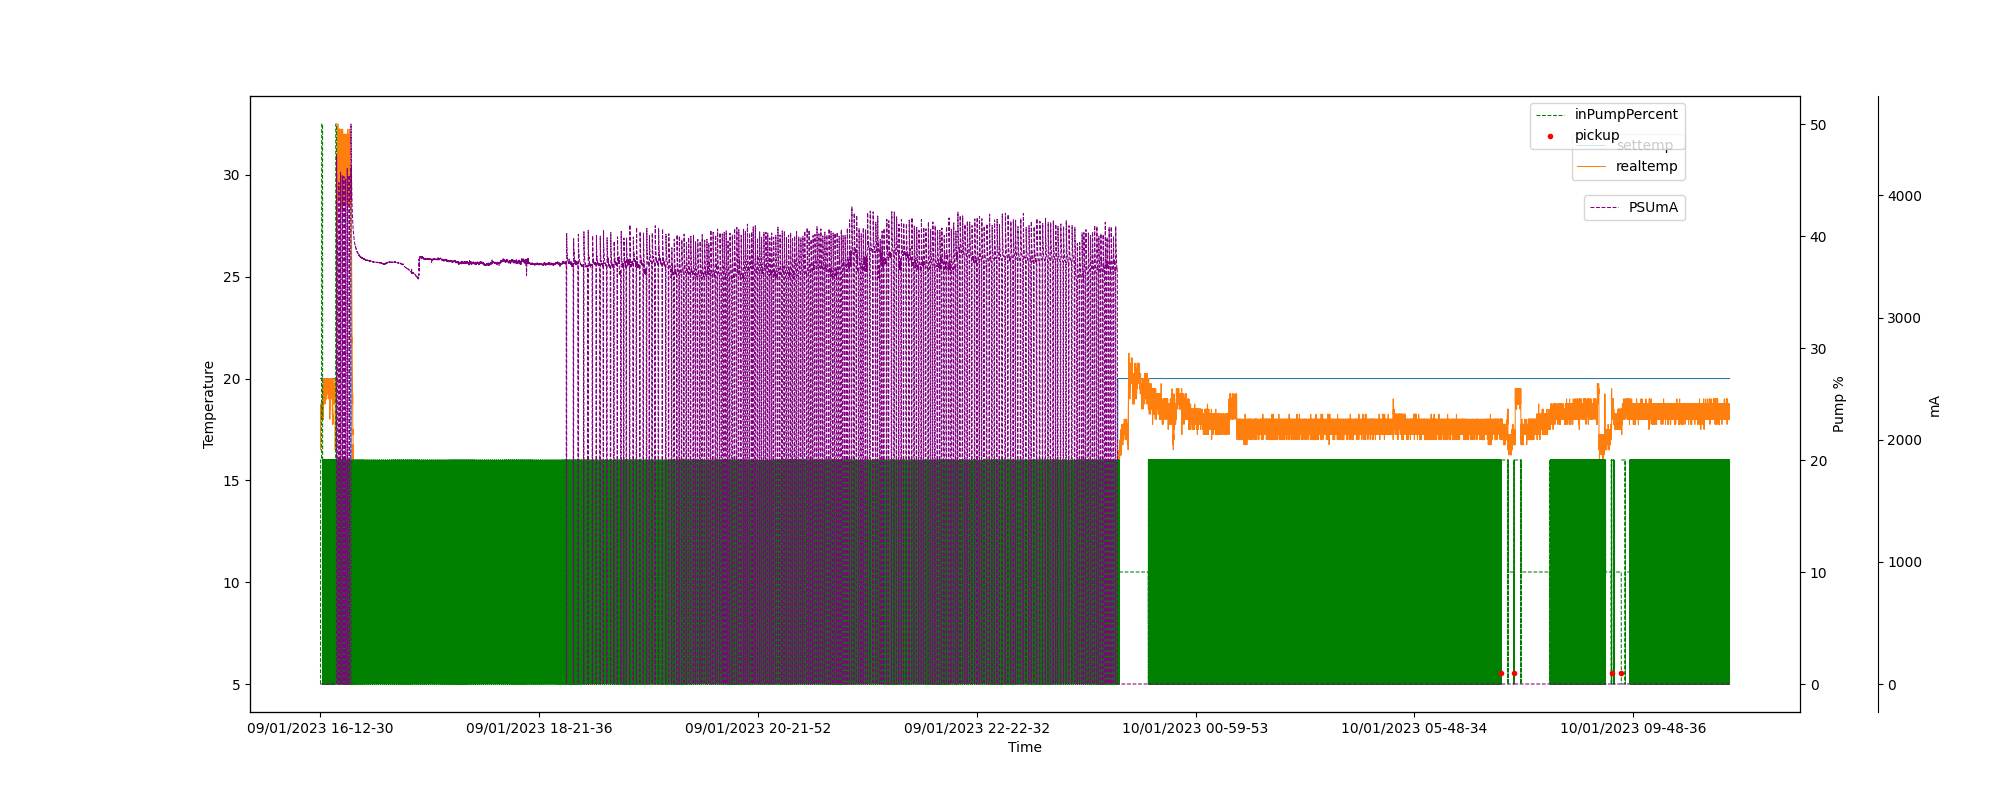 inPumpPercent
pickup
settemp
realtemp
PSUmA
30
25
20
15
10
5
Temperature
50
40
30
20
10
0
Pump %
4000
3000
2000
1000
0
mA
09/01/2023 16-12-30
09/01/2023 18-21-36
09/01/2023 20-21-52
09/01/2023 22-22-32
10/01/2023 00-59-53
10/01/2023 05-48-34
10/01/2023 09-48-36
Time